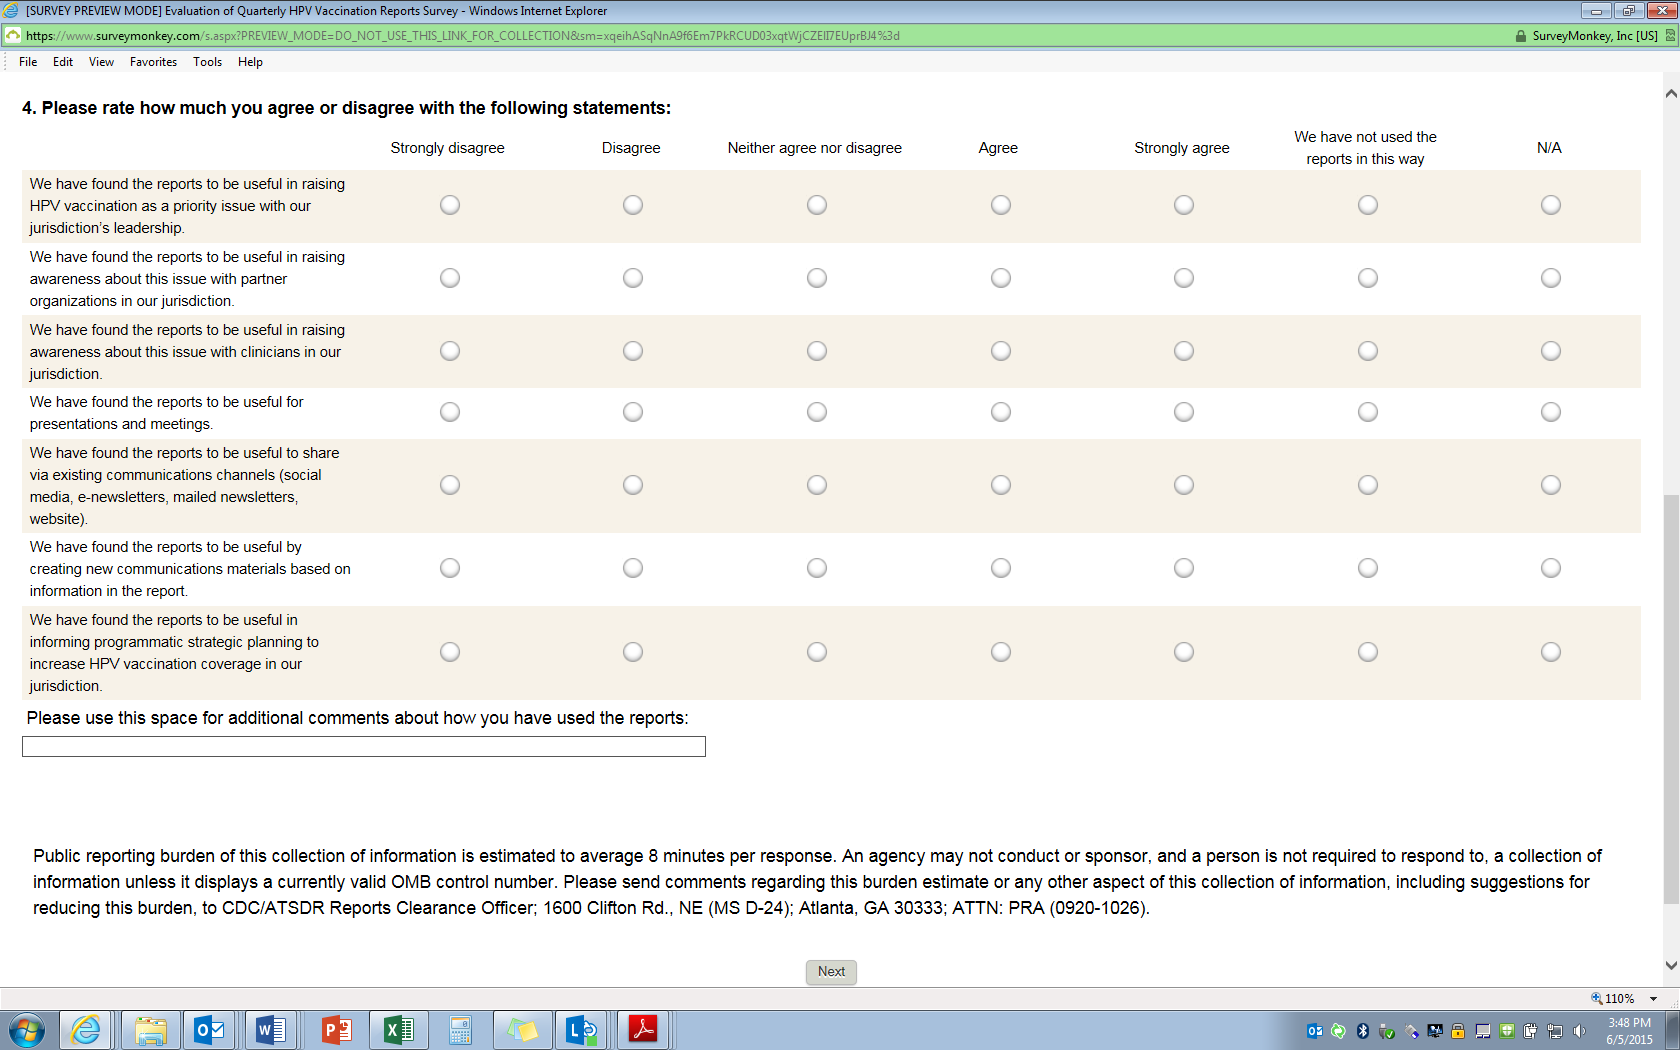 [SURVEY PREVIEW MODE] Evaluation of Quarterly HPV Vaccination Reports Survey - Windows Internet Explorer
SurveyMonkey, Inc [US]
File Edit View Favorites Tools Help
4. Please rate how much you agree or disagree with the following statements:
Strongly disagree Disagree Neither agree nor disagree Agree Strongly agree We have not used the reports in this way N/A
We have found the reports to be useful in raising
HPV vaccination as a priority issue with our
jurisdiction's leadership.
We have found the reports to be useful in raising
awareness about this issue with partner
organizations in our jurisdiction.
We have found the reports to be useful in raising
awareness about this issue with clinicians in our
jurisdiction.
We have found the reports to be useful for
presentations and meetings.
We have found the reports to be useful to share
via existing communications channels (social
media, e-newsletters, mailed newsletters,
website).
We have found the reports to be useful by
creating new communications materials based on
information in the report.
We have found the reports to be useful in
informing programmatic strategic planning to
increase HPV vaccination coverage in our
jurisdiction.
Please use this space for additional comments about how you have used the reports:
Public reporting burden of this collection of information is estimated to average 8 minutes per response. An agency may not conduct or sponsor, and a person is not required to respond to, a collection of
information unless it displays a currently valid OMB control number. Please send comments regarding this burden estimate or any other aspect of this collection of information, including suggestions for
reducing this burden, to CDC/ATSDR Reports Clearance Officer; 1600 Clifton Rd., NE (MS D-24); Atlanta, GA 30333; ATTN: PRA (0920-1026).
Next
110%
3:48 PM
6/5/2015